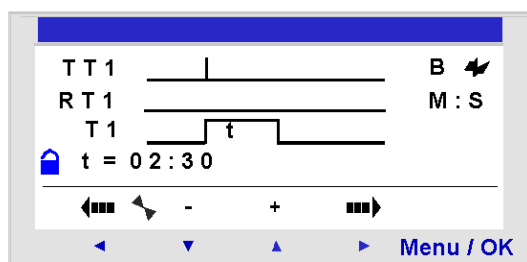 TT1 B
RT1 M:S
T1 t
t = 02:30
- +
Menu / OK